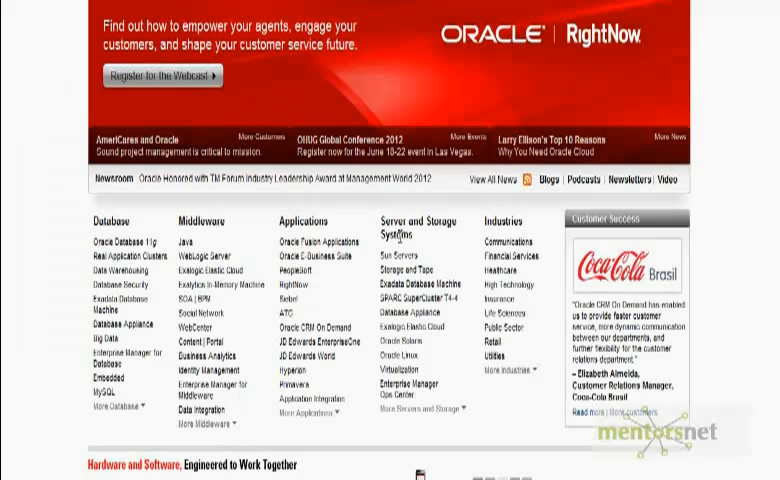 Find out how to empower your agents, engage your
customers, and shape your customer service future.
ORACLE | RightNow
Register for the Webcast
AmeriCares and Oracle
More Customers
Sound project management is critical to mission.
OHUG Global Conference 2012
More Events
Register now for the June 18-22 event in Las Vegas.
Larry Ellison's Top 10 Reasons
More News
Why You Need Oracle Cloud
Newsroom Oracle Honored with TM Forum Industry Leadership Award at Management World 2012
View All News Blogs | Podcasts | Newsletters | Video
Database
Oracle Database 11g
Real Application Clusters
Data Warehousing
Database Security
Exadata Database
Machine
Database Appliance
Big Data
Enterprise Manager for
Database
Embedded
MySQL
More Database
Middleware
Java
WebLogic Server
Exalogic Elastic Cloud
Exalytics In-Memory Machine
SOA | BPM
Social Network
WebCenter
Content | Portal
Business Analytics
Identity Management
Enterprise Manager for
Middleware
Data Integration
More Middleware
Applications
Oracle Fusion Applications
Oracle E-Business Suite
PeopleSoft
RightNow
Siebel
ATG
Oracle CRM On Demand
JD Edwards EnterpriseOne
JD Edwards World
Hyperion
Primavera
Application Integration
More Applications
Server and Storage
Systems
Sun Servers
Storage and Tape
Exadata Database Machine
SPARC SuperCluster T4-4
Database Appliance
Exalogic Elastic Cloud
Oracle Solaris
Oracle Linux
Virtualization
Enterprise Manager
Ops Center
More Servers and Storage
Industries
Communications
Financial Services
Healthcare
High Technology
Insurance
Life Sciences
Public Sector
Retail
Utilities
More Industries
Customer Success
Coca-Cola Brasil
"Oracle CRM On Demand has enabled
us to provide faster customer
service, more dynamic communication
between our departments, and
further flexibility for the customer
relations department."
– Elizabeth Almeida,
Customer Relations Manager,
Coca-Cola Brasil
Read more | More customers
mentorsnet
Hardware and Software, Engineered to Work Together